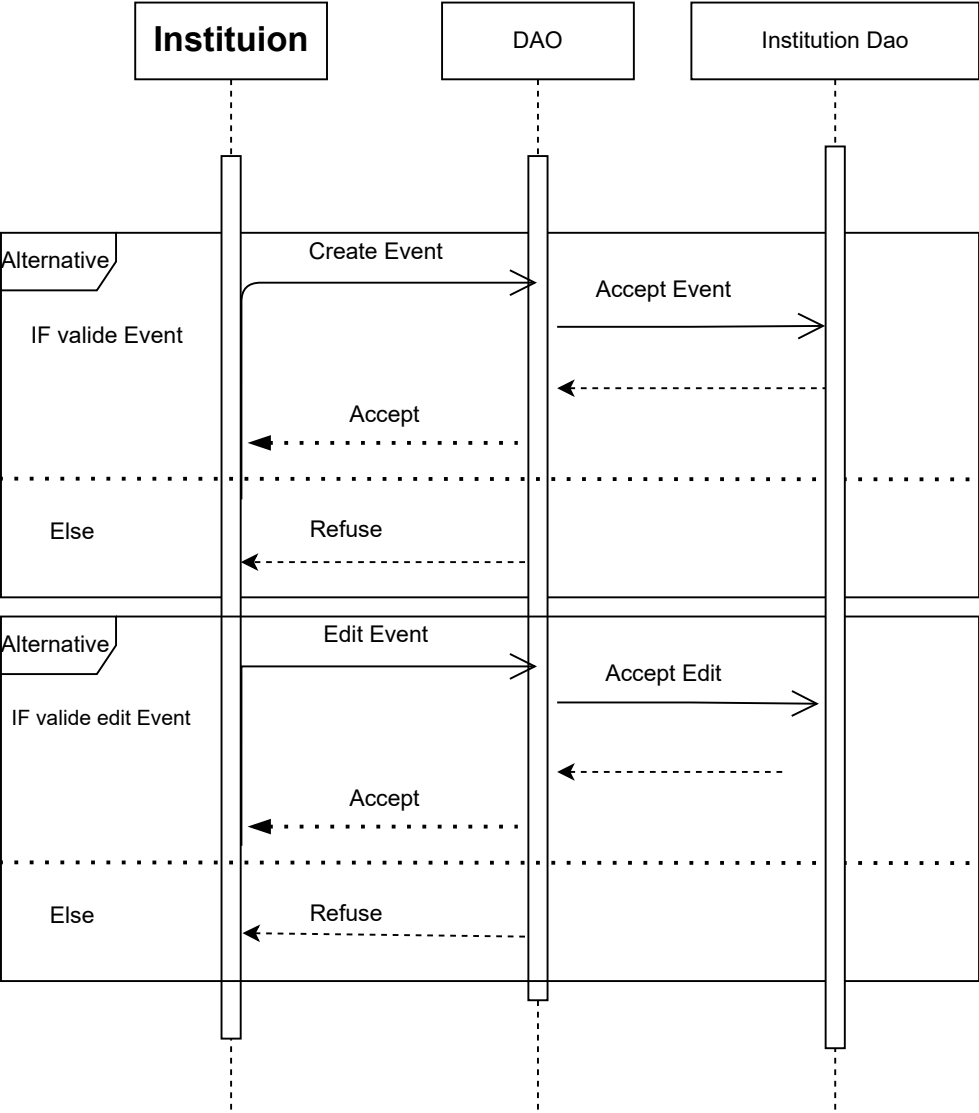 Instituion
DAO
Institution Dao
Alternative
Create Event
Accept Event
IF valide Event
Accept
Else
Refuse
Alternative
Edit Event
Accept Edit
IF valide edit Event
Accept
Else
Refuse